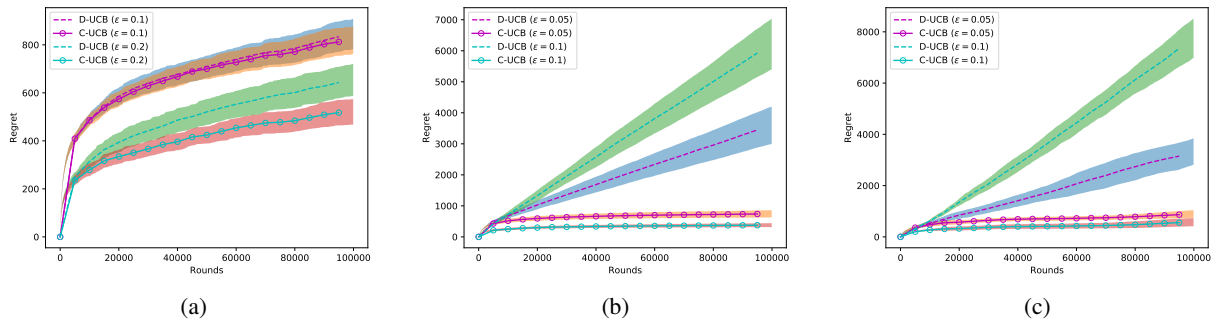 D-UCB (ε = 0.1)
C-UCB (ε = 0.1)
D-UCB (ε = 0.2)
C-UCB (ε = 0.2)
800
600
400
200
0
Regret
0 20000 40000 60000 80000 100000
Rounds
(a)
D-UCB (ε = 0.05)
C-UCB (ε = 0.05)
D-UCB (ε = 0.1)
C-UCB (ε = 0.1)
7000
6000
5000
4000
3000
2000
1000
0
Regret
0 20000 40000 60000 80000 100000
Rounds
(b)
D-UCB (ε = 0.05)
C-UCB (ε = 0.05)
D-UCB (ε = 0.1)
C-UCB (ε = 0.1)
8000
6000
4000
2000
0
Regret
0 20000 40000 60000 80000 100000
Rounds
(c)